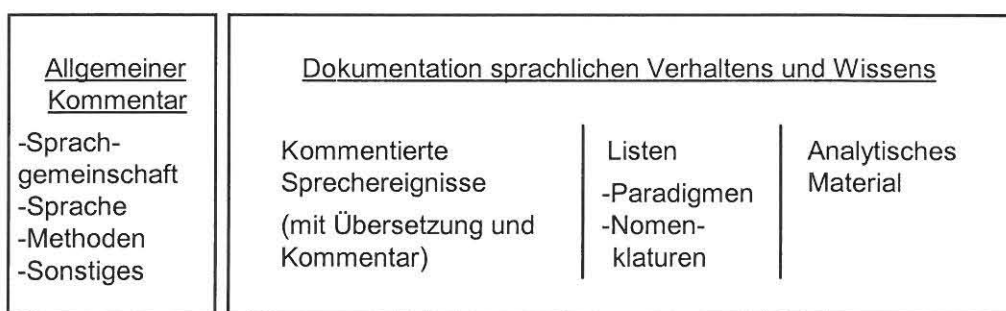 Allgemeiner
Kommentar
-Sprach-
gemeinschaft
-Sprache
-Methoden
-Sonstiges
Dokumentation sprachlichen Verhaltens und Wissens
Kommentierte
Sprechereignisse
(mit Übersetzung und
Kommentar)
Listen
-Paradigmen
-Nomen-
klaturen
Analytisches
Material